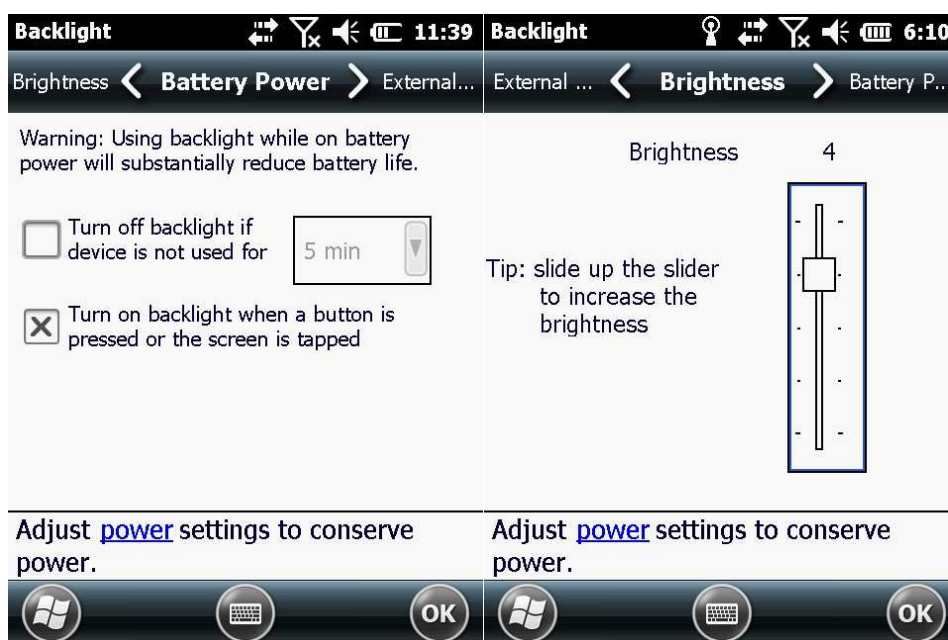 Backlight 11:39
Brightness Battery Power External...
Warning: Using backlight while on battery
power will substantially reduce battery life.
Turn off backlight if
device is not used for
5 min
Turn on backlight when a button is
pressed or the screen is tapped
Adjust power settings to conserve
power.
OK
Backlight 6:10
External ... Brightness Battery P..
Brightness 4
Tip: slide up the slider
to increase the
brightness
Adjust power settings to conserve
power.
OK